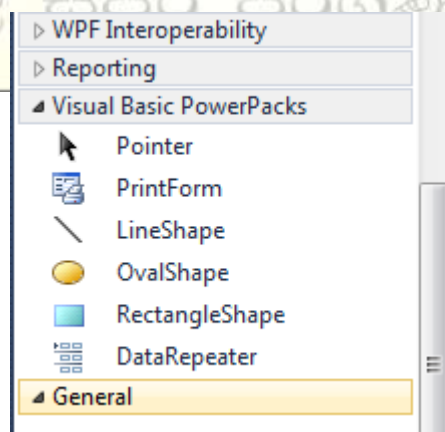 WPF Interoperability
Reporting
Visual Basic PowerPacks
Pointer
PrintForm
LineShape
OvalShape
RectangleShape
DataRepeater
General